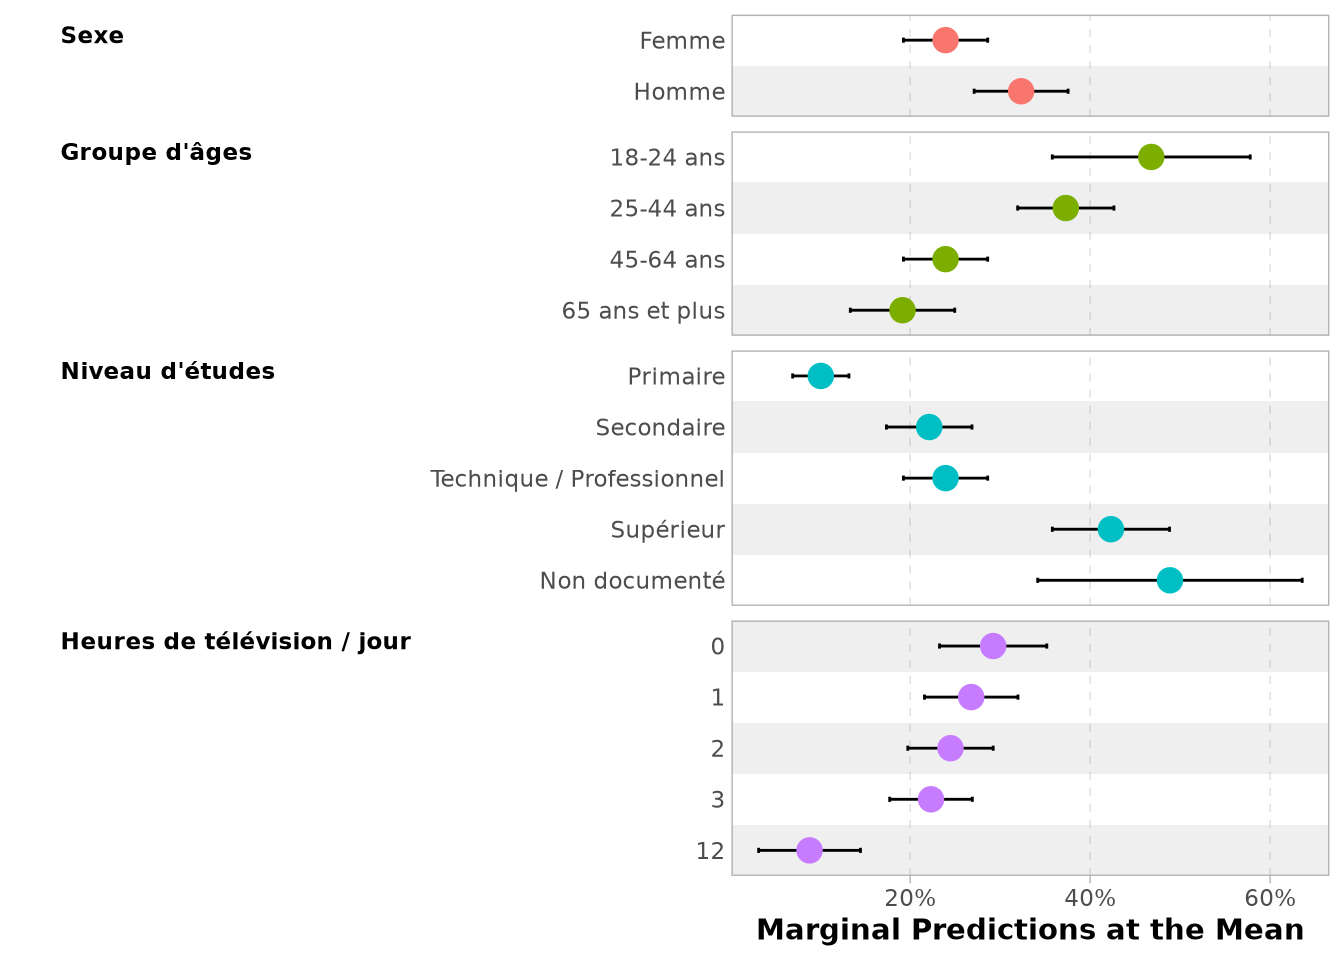 Sexe
Femme
Homme
Groupe d'âges
18-24 ans
25-44 ans
45-64 ans
65 ans et plus
Niveau d'études
Primaire
Secondaire
Technique / Professionnel
Supérieur
Non documenté
Heures de télévision / jour
0
1
2
3
12
20% 40% 60%
Marginal Predictions at the Mean